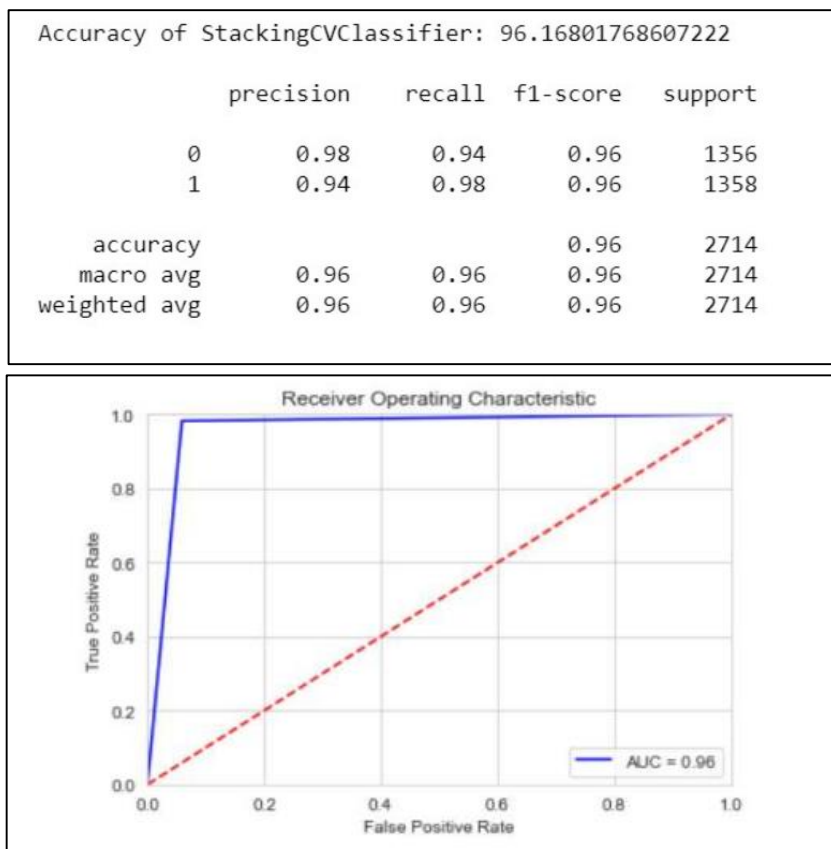 Accuracy of StackingCVClassifier: 96.16801768607222
precision recall f1-score support
0 0.98 0.94 0.96 1356
1 0.94 0.98 0.96 1358
accuracy 0.96 2714
macro avg 0.96 0.96 0.96 2714
weighted avg 0.96 0.96 0.96 2714
Receiver Operating Characteristic
1.0
0.8
0.6
0.4
0.2
0.0
True Positive Rate
AUC = 0.96
0.0 0.2 0.4 0.6 0.8 1.0
False Positive Rate